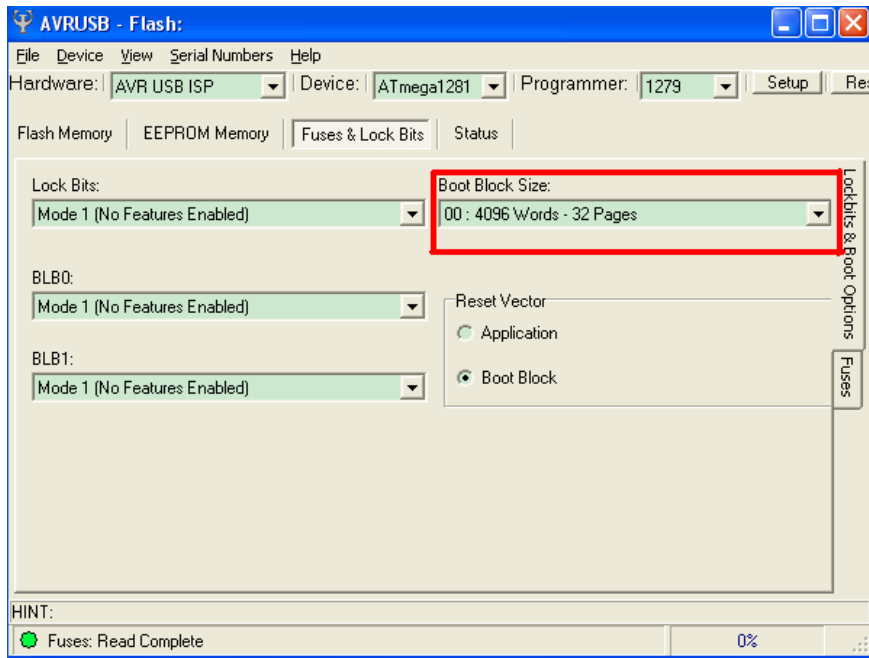 AVRUSB - Flash:
File Device View Serial Numbers Help
Hardware: AVR USB ISP Device: ATmega1281 Programmer: 1279 Setup Res
Flash Memory EEPROM Memory Fuses & Lock Bits Status
Lock Bits:
Mode 1 (No Features Enabled)
Boot Block Size:
00 : 4096 Words - 32 Pages
BLB0:
Mode 1 (No Features Enabled)
Reset Vector
Application
Boot Block
BLB1:
Mode 1 (No Features Enabled)
Lockbits & Boot Options
Fuses
HINT:
Fuses: Read Complete 0%